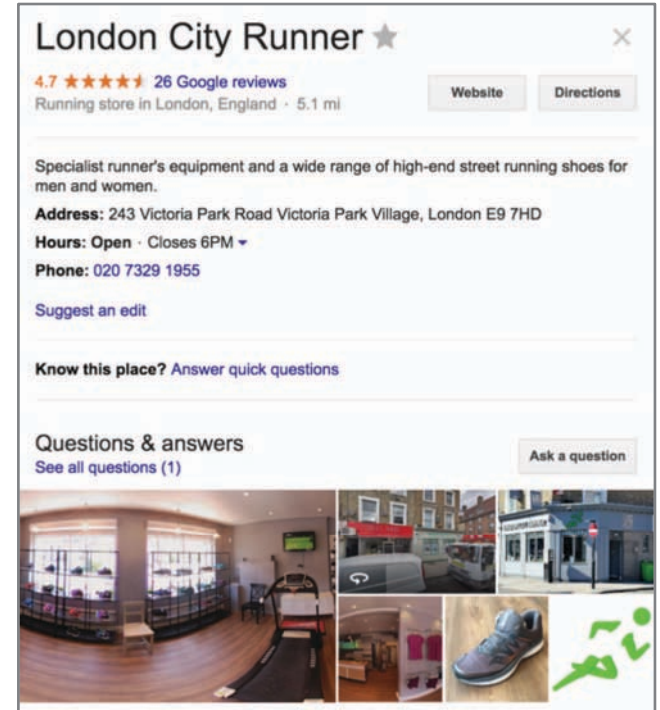 London City Runner
4.7 26 Google reviews
Running store in London, England · 5.1 mi
Website
Directions
Specialist runner's equipment and a wide range of high-end street running shoes for
men and women.
Address: 243 Victoria Park Road Victoria Park Village, London E9 7HD
Hours: Open · Closes 6PM
Phone: 020 7329 1955
Suggest an edit
Know this place? Answer quick questions
Questions & answers
See all questions (1)
Ask a question